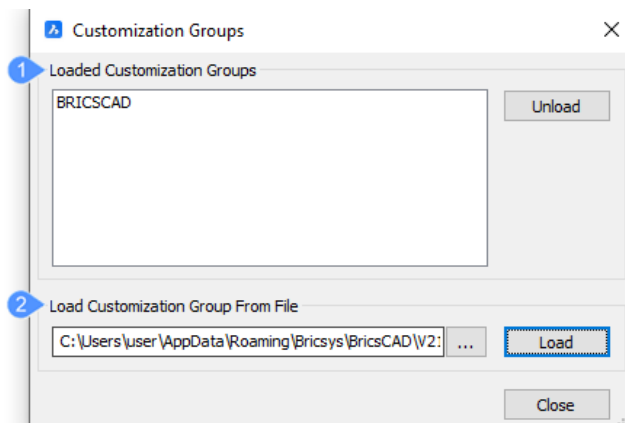 Customization Groups
1
Loaded Customization Groups
BRICSCAD
Unload
2
Load Customization Group From File
C:\Users\user\AppData\Roaming\Bricsys\BricsCAD\V21
...
Load
Close